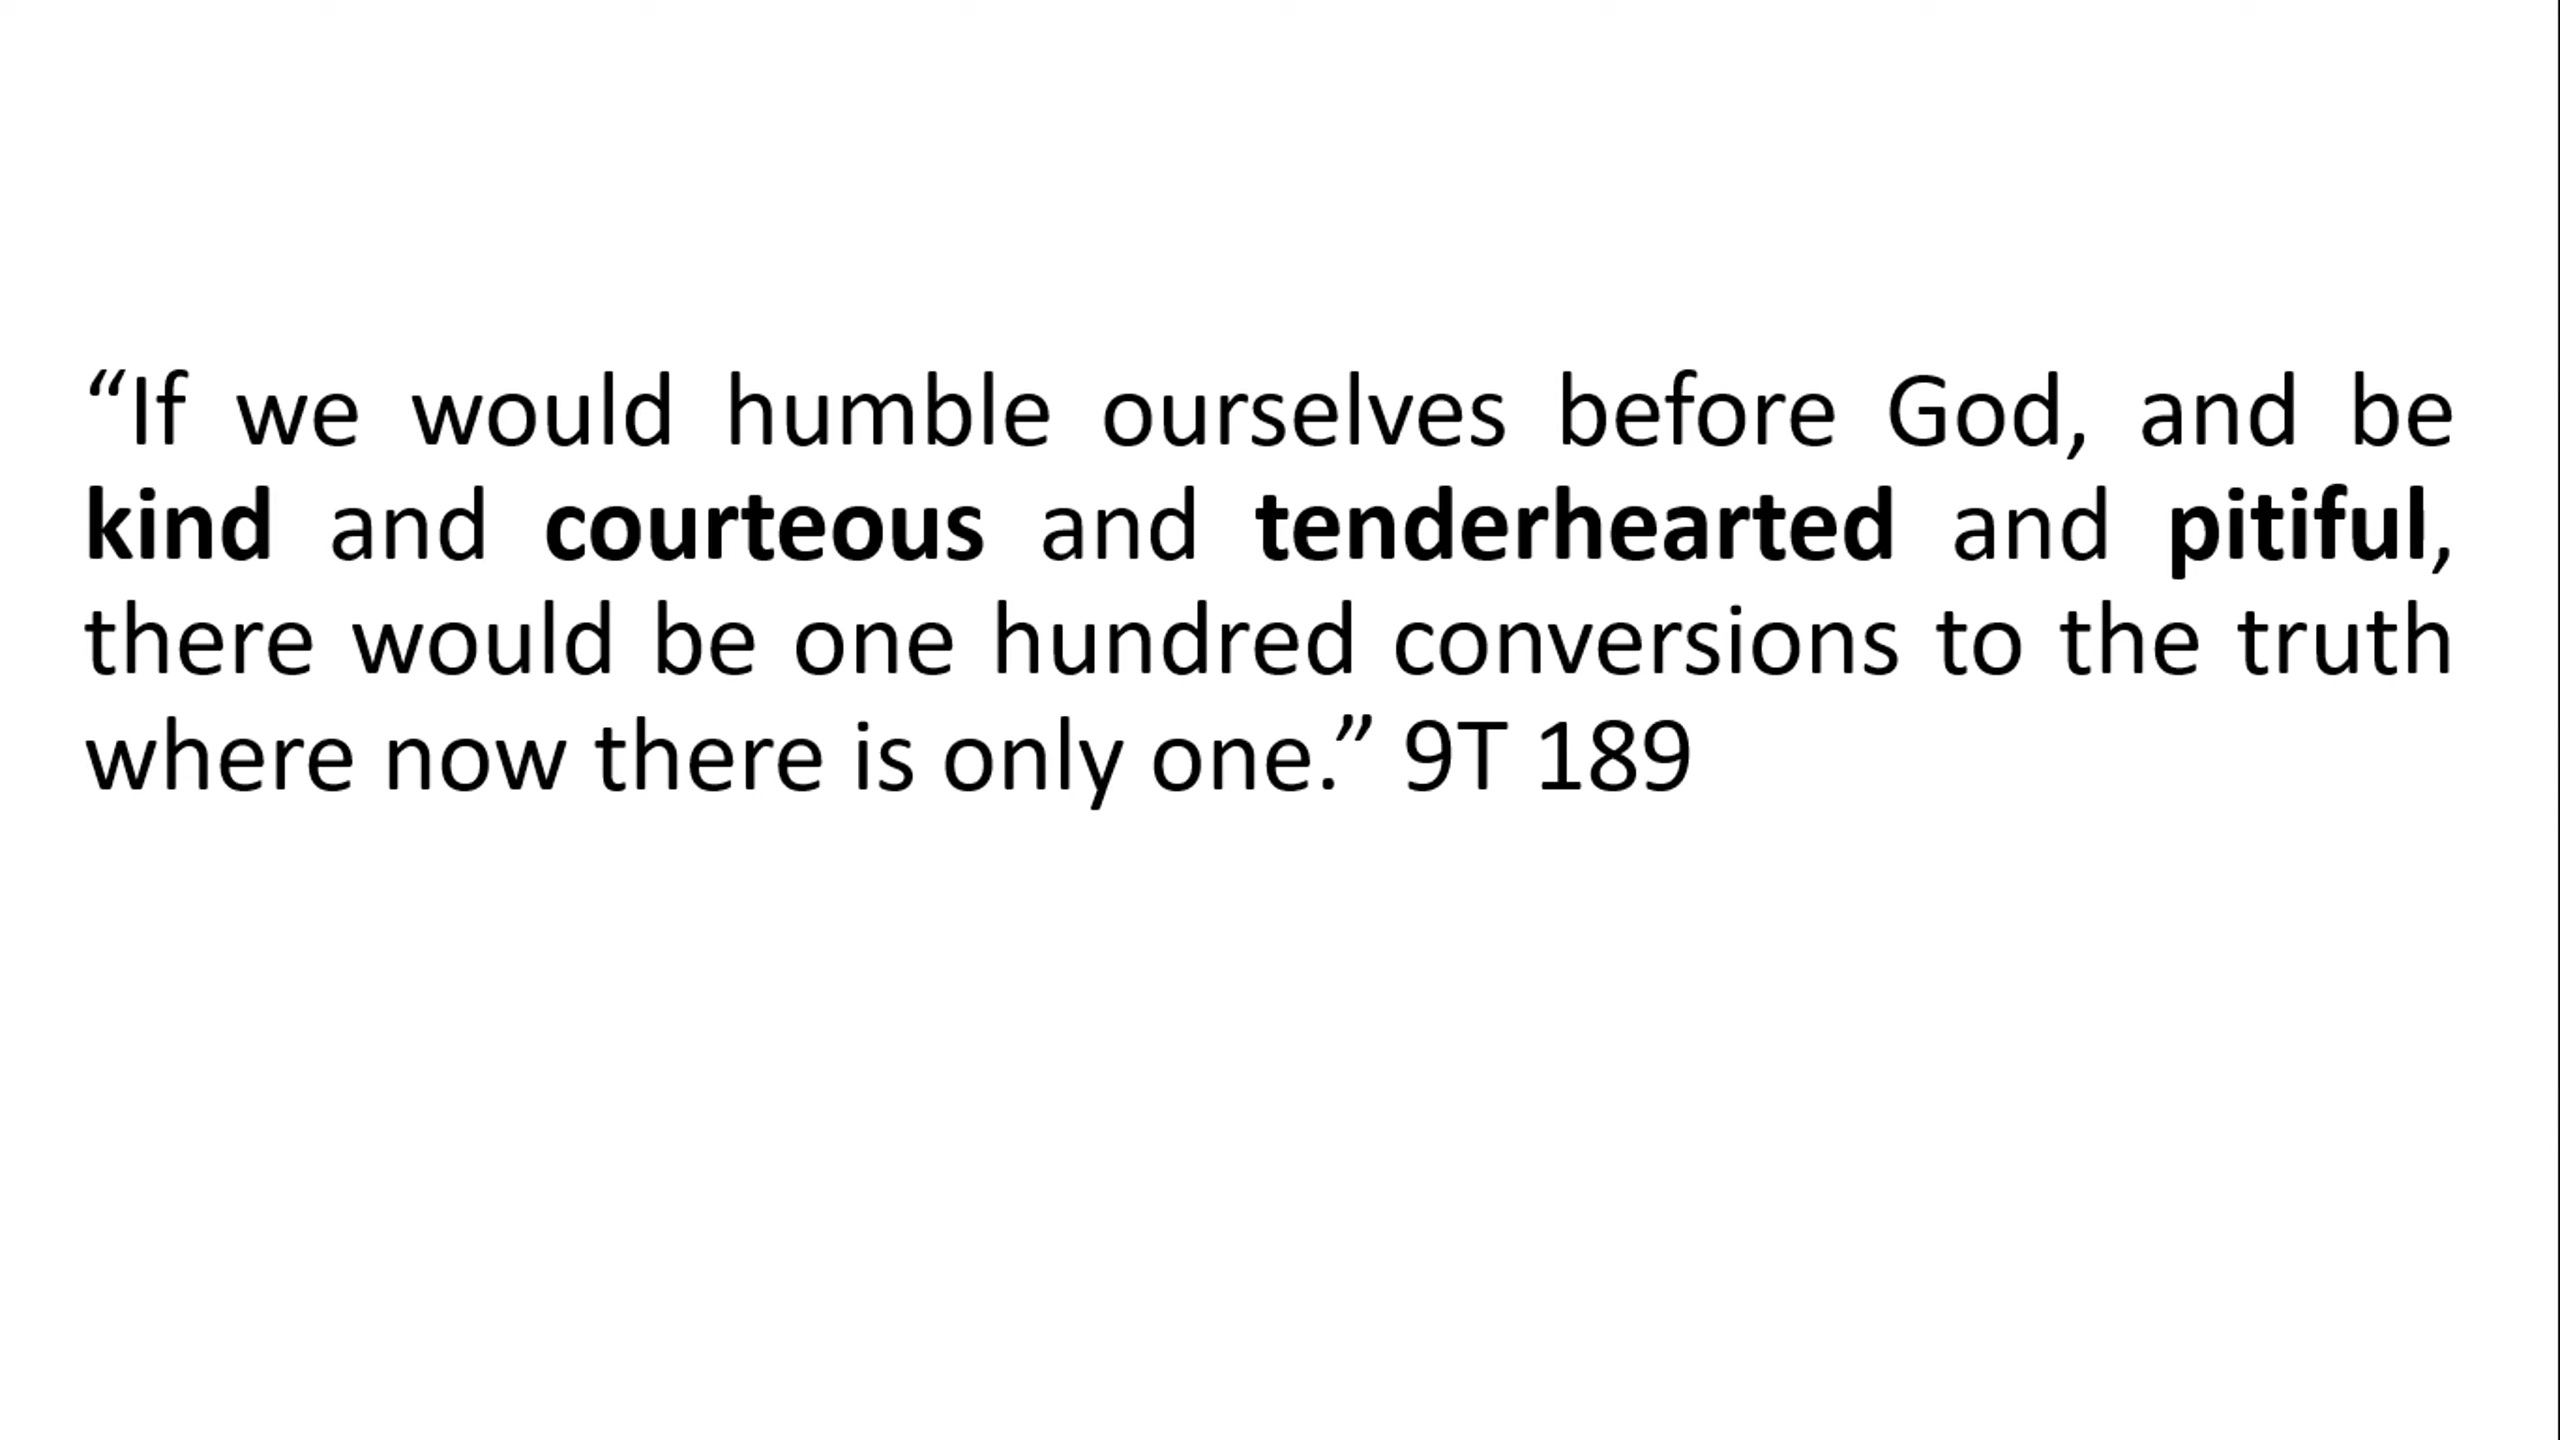 “If we would humble ourselves before God, and be
kind and courteous and tenderhearted and pitiful,
there would be one hundred conversions to the truth
where now there is only one.” 9T 189